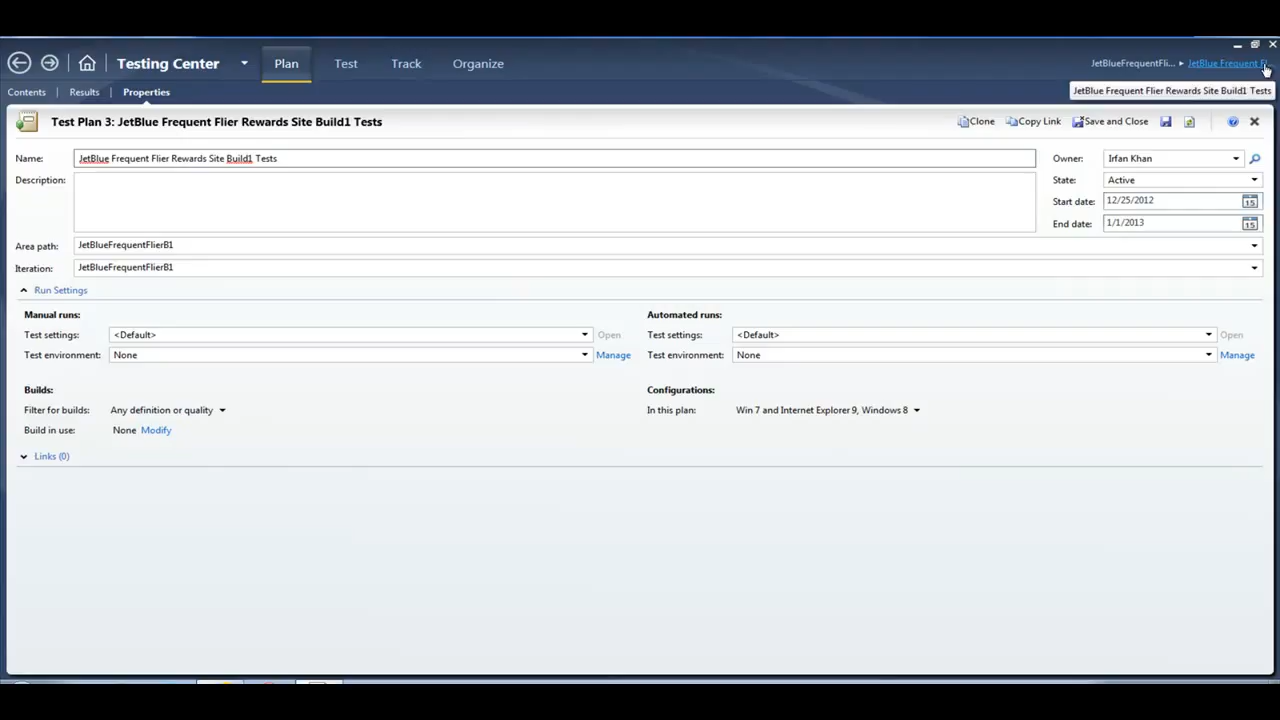 Testing Center
Plan
Test
Track
Organize
JetBlueFrequentFli...
JetBlue Frequent
Contents
Results
Properties
JetBlue Frequent Flier Rewards Site Build1 Tests
Test Plan 3: JetBlue Frequent Flier Rewards Site Build1 Tests
Clone
Copy Link
Save and Close
Name:
JetBlue Frequent Flier Rewards Site Build1 Tests
Owner:
Irfan Khan
Description:
State:
Active
Start date:
12/25/2012
15
End date:
1/1/2013
15
Area path:
JetBlueFrequentFlierB1
Iteration:
JetBlueFrequentFlierB1
Run Settings
Manual runs:
Automated runs:
Test settings:
<Default>
Open
Test settings:
<Default>
Open
Test environment:
None
Manage
Test environment:
None
Manage
Builds:
Configurations:
Filter for builds:
Any definition or quality
In this plan:
Win 7 and Internet Explorer 9, Windows 8
Build in use:
None Modify
Links (0)